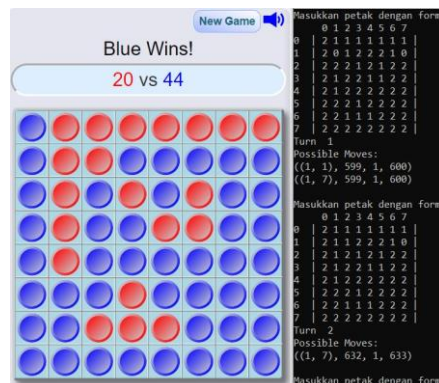 New Game
Blue Wins!
20 vs 44
Masukkan petak dengan form
0 1 2 3 4 5 6 7
0 | 2 1 1 1 1 1 1 1 |
1 | 2 0 1 2 2 2 1 0 |
2 | 2 2 2 1 2 1 2 2 |
3 | 2 1 2 2 1 1 2 2 |
4 | 2 1 2 2 2 2 2 2 |
5 | 2 2 2 1 2 2 2 2 |
6 | 2 2 1 1 1 2 2 2 |
7 | 2 2 2 2 2 2 2 2 |
Turn 1
Possible Moves:
((1, 1), 599, 1, 600)
((1, 7), 599, 1, 600)
Masukkan petak dengan form
0 1 2 3 4 5 6 7
0 | 2 1 1 1 1 1 1 1 |
1 | 2 1 1 2 2 2 1 0 |
2 | 2 1 2 1 2 1 2 2 |
3 | 2 1 2 2 1 1 2 2 |
4 | 2 1 2 2 2 2 2 2 |
5 | 2 2 2 1 2 2 2 2 |
6 | 2 2 1 1 1 2 2 2 |
7 | 2 2 2 2 2 2 2 2 |
Turn 2
Possible Moves:
((1, 7), 632, 1, 633)
Masukkan petak dengan form